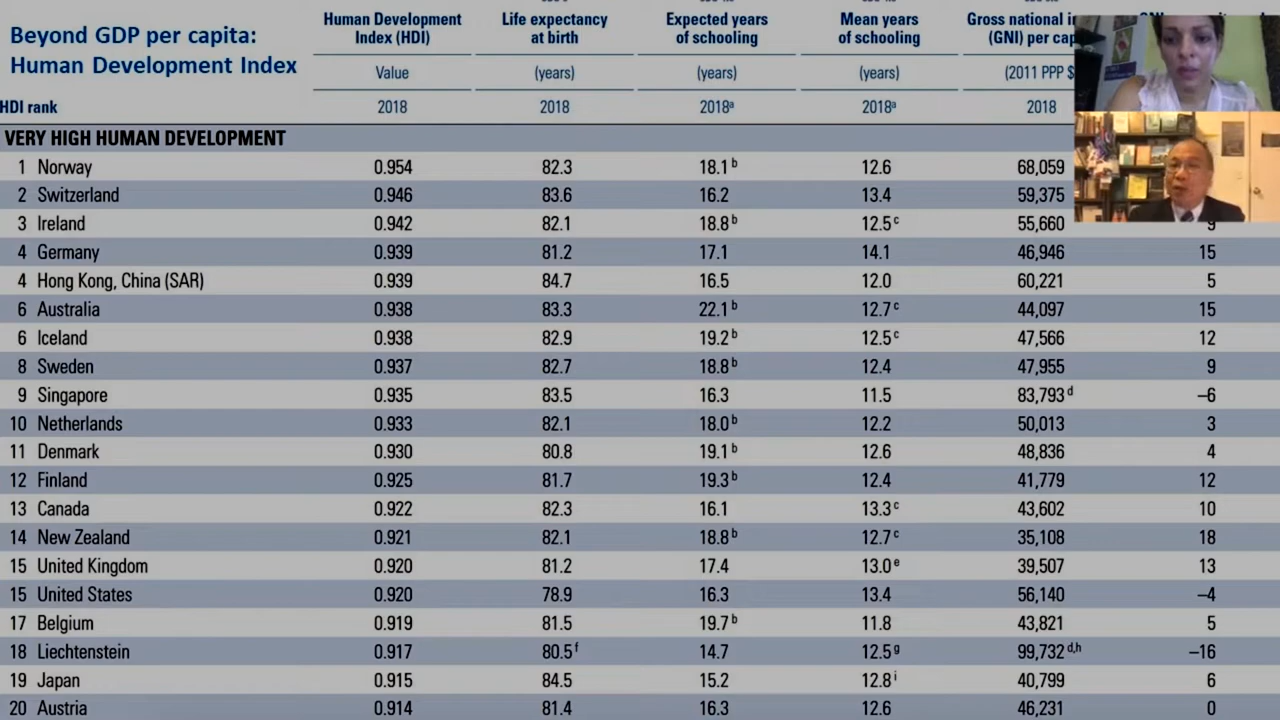 Beyond GDP per capita:
Human Development Index
Human Development
Index (HDI)
Life expectancy
at birth
Expected years
of schooling
Mean years
of schooling
Gross national i
(GNI) per cap
Value
(years)
(years)
(years)
(2011 PPP $
HDI rank
2018
2018
2018ᵃ
2018ᵃ
2018
VERY HIGH HUMAN DEVELOPMENT
1 Norway 0.954 82.3 18.1 ᵇ 12.6 68,059
2 Switzerland 0.946 83.6 16.2 13.4 59,375
3 Ireland 0.942 82.1 18.8 ᵇ 12.5 ᶜ 55,660 9
4 Germany 0.939 81.2 17.1 14.1 46,946 15
4 Hong Kong, China (SAR) 0.939 84.7 16.5 12.0 60,221 5
6 Australia 0.938 83.3 22.1 ᵇ 12.7 ᶜ 44,097 15
6 Iceland 0.938 82.9 19.2 ᵇ 12.5 ᶜ 47,566 12
8 Sweden 0.937 82.7 18.8 ᵇ 12.4 47,955 9
9 Singapore 0.935 83.5 16.3 11.5 83,793 ᵈ –6
10 Netherlands 0.933 82.1 18.0 ᵇ 12.2 50,013 3
11 Denmark 0.930 80.8 19.1 ᵇ 12.6 48,836 4
12 Finland 0.925 81.7 19.3 ᵇ 12.4 41,779 12
13 Canada 0.922 82.3 16.1 13.3 ᶜ 43,602 10
14 New Zealand 0.921 82.1 18.8 ᵇ 12.7 ᶜ 35,108 18
15 United Kingdom 0.920 81.2 17.4 13.0 ᵉ 39,507 13
15 United States 0.920 78.9 16.3 13.4 56,140 –4
17 Belgium 0.919 81.5 19.7 ᵇ 11.8 43,821 5
18 Liechtenstein 0.917 80.5 ᶠ 14.7 12.5 ᵍ 99,732 ᵈ,ʰ –16
19 Japan 0.915 84.5 15.2 12.8 ⁱ 40,799 6
20 Austria 0.914 81.4 16.3 12.6 46,231 0